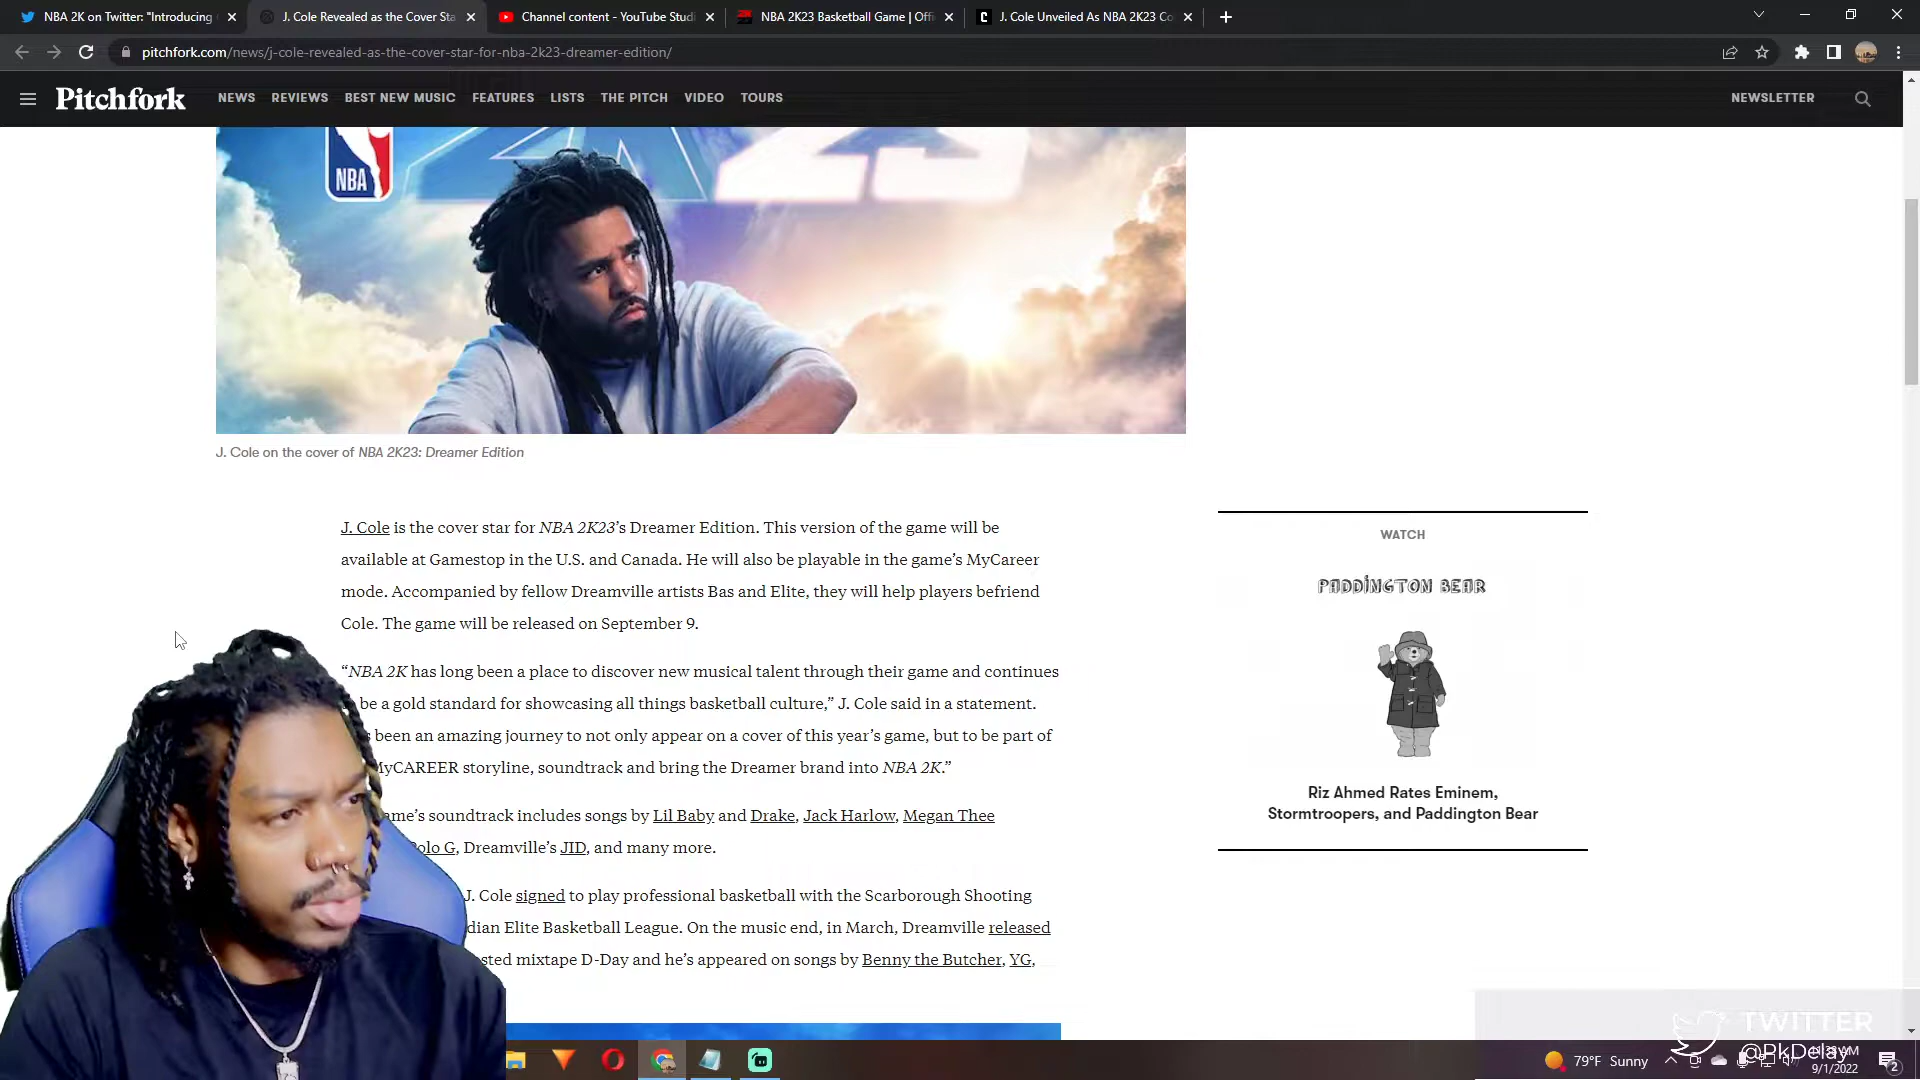 NBA 2K on Twitter: "Introducing
J. Cole Revealed as the Cover Sta
Channel content - YouTube Studi
NBA 2K23 Basketball Game | Offi
J. Cole Unveiled As NBA 2K23 Co
pitchfork.com/news/j-cole-revealed-as-the-cover-star-for-nba-2k23-dreamer-edition/
Pitchfork
NEWS REVIEWS BEST NEW MUSIC FEATURES LISTS THE PITCH VIDEO TOURS
NEWSLETTER
2K23
NBA
J. Cole on the cover of NBA 2K23: Dreamer Edition
J. Cole is the cover star for NBA 2K23's Dreamer Edition. This version of the game will be
available at Gamestop in the U.S. and Canada. He will also be playable in the game's MyCareer
mode. Accompanied by fellow Dreamville artists Bas and Elite, they will help players befriend
Cole. The game will be released on September 9.
"NBA 2K has long been a place to discover new musical talent through their game and continues
be a gold standard for showcasing all things basketball culture," J. Cole said in a statement.
been an amazing journey to not only appear on a cover of this year's game, but to be part of
MyCAREER storyline, soundtrack and bring the Dreamer brand into NBA 2K."
ame's soundtrack includes songs by Lil Baby and Drake, Jack Harlow, Megan Thee
olo G, Dreamville's JID, and many more.
J. Cole signed to play professional basketball with the Scarborough Shooting
dian Elite Basketball League. On the music end, in March, Dreamville released
sted mixtape D-Day and he's appeared on songs by Benny the Butcher, YG,
WATCH
PADDINGTON BEAR
Riz Ahmed Rates Eminem,
Stormtroopers, and Paddington Bear
TWITTER
@PkDelay
79°F Sunny
AM
9/1/2022
2